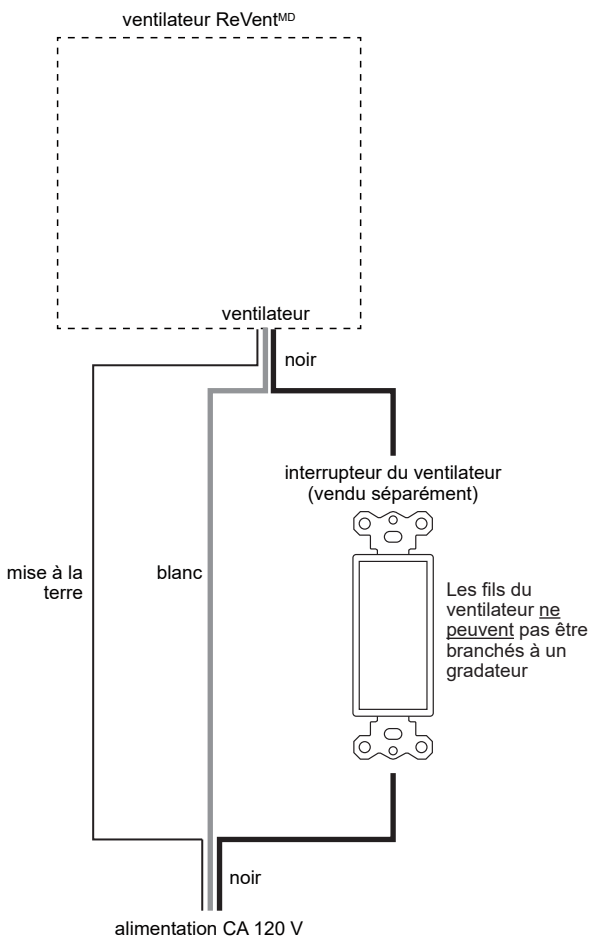 ventilateur ReVentMD
ventilateur
noir
interrupteur du ventilateur
(vendu séparément)
mise à la
terre
blanc
Les fils du
ventilateur ne
peuvent pas être
branchés à un
gradateur
noir
alimentation CA 120 V